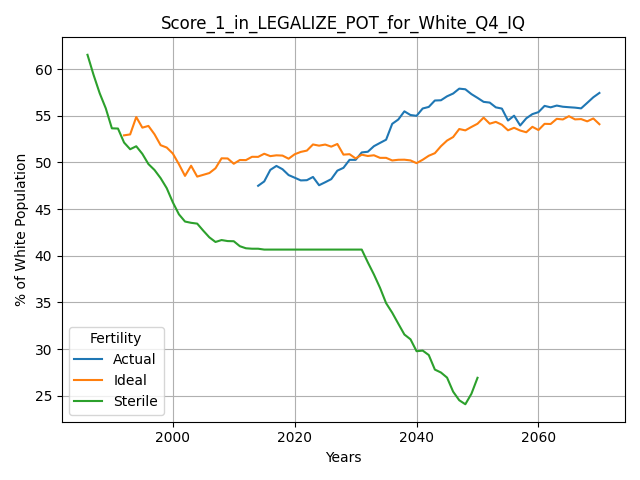 Score_1_in_LEGALIZE_POT_for_White_Q4_IQ
% of White Population
60
55
50
45
40
35
30
25
Fertility
Actual
Ideal
Sterile
2000
2020
2040
2060
Years